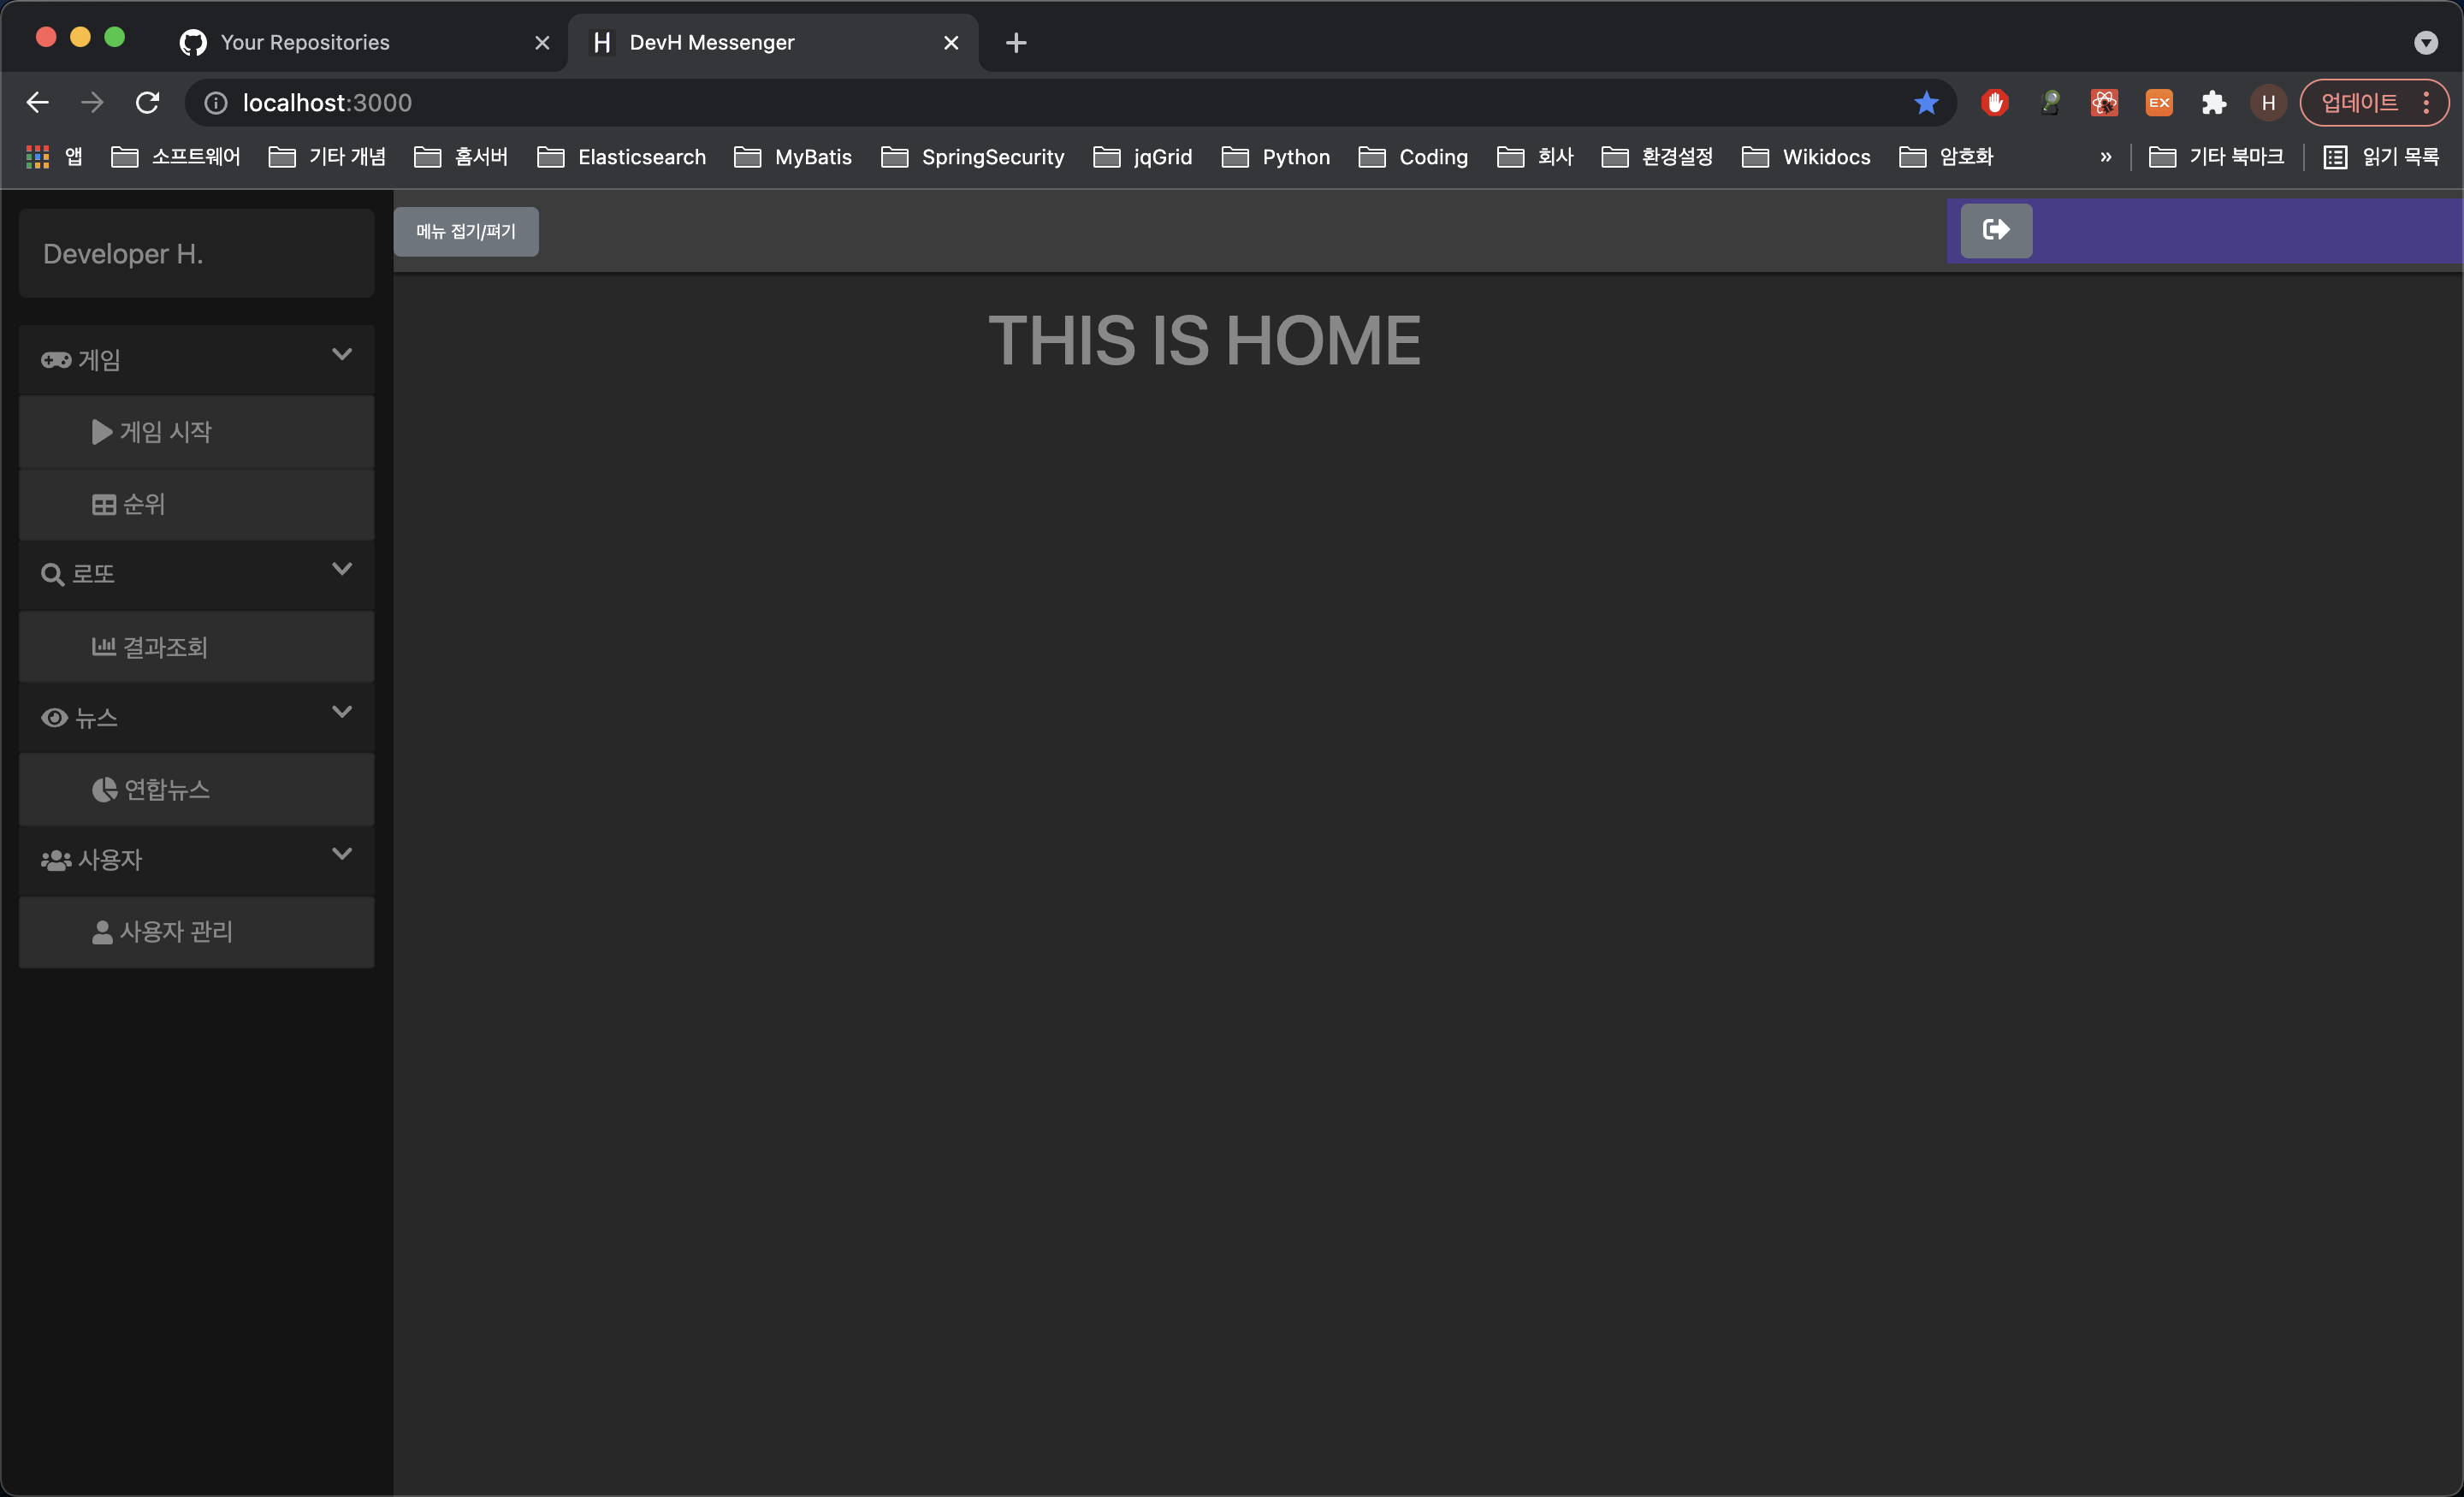 Your Repositories
H DevH Messenger
localhost:3000
EX
H
업데이트
앱 소프트웨어 기타 개념 홈서버 Elasticsearch MyBatis SpringSecurity jqGrid Python Coding 회사 환경설정 Wikidocs 암호화 » 기타 북마크 읽기 목록
Developer H.
메뉴 접기/펴기
THIS IS HOME
게임
게임 시작
순위
로또
결과조회
뉴스
연합뉴스
사용자
사용자 관리